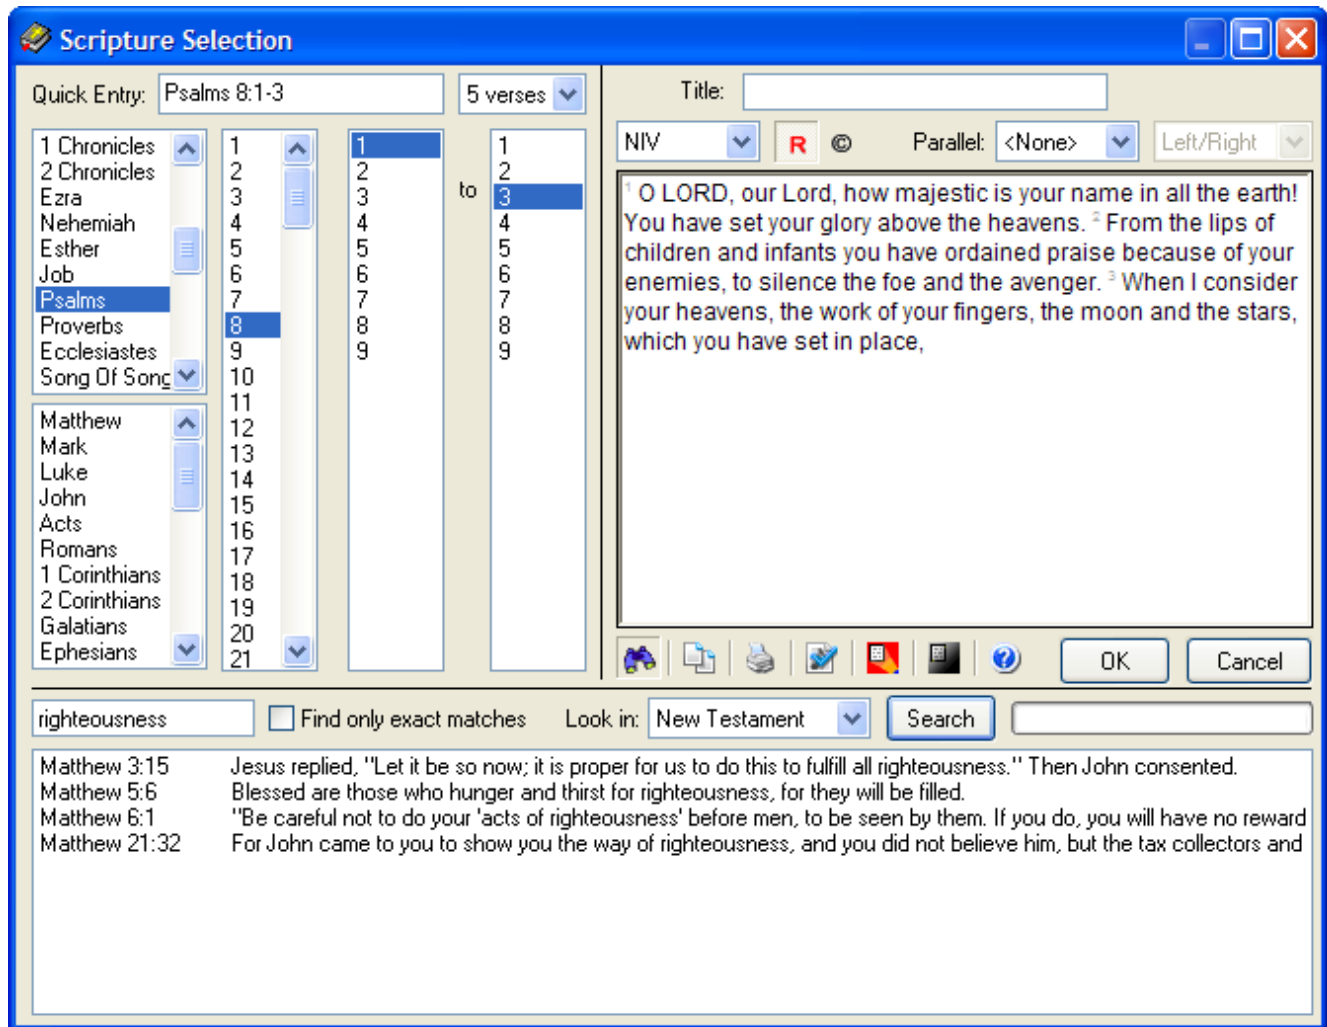 Scripture Selection
Quick Entry: Psalms 8:1-3 5 verses
1 Chronicles
2 Chronicles
Ezra
Nehemiah
Esther
Job
Psalms
Proverbs
Ecclesiastes
Song Of Song
Matthew
Mark
Luke
John
Acts
Romans
1 Corinthians
2 Corinthians
Galatians
Ephesians
1
2
3
4
5
6
7
8
9
10
11
12
13
14
15
16
17
18
19
20
21
1
2
3
4
5
6
7
8
9
to
1
2
3
4
5
6
7
8
9
Title:
NIV R © Parallel: <None> Left/Right
1 O LORD, our Lord, how majestic is your name in all the earth!
You have set your glory above the heavens. 2 From the lips of
children and infants you have ordained praise because of your
enemies, to silence the foe and the avenger. 3 When I consider
your heavens, the work of your fingers, the moon and the stars,
which you have set in place,
? OK Cancel
righteousness Find only exact matches Look in: New Testament Search
Matthew 3:15 Jesus replied, "Let it be so now; it is proper for us to do this to fulfill all righteousness." Then John consented.
Matthew 5:6 Blessed are those who hunger and thirst for righteousness, for they will be filled.
Matthew 6:1 "Be careful not to do your 'acts of righteousness' before men, to be seen by them. If you do, you will have no reward
Matthew 21:32 For John came to you to show you the way of righteousness, and you did not believe him, but the tax collectors and